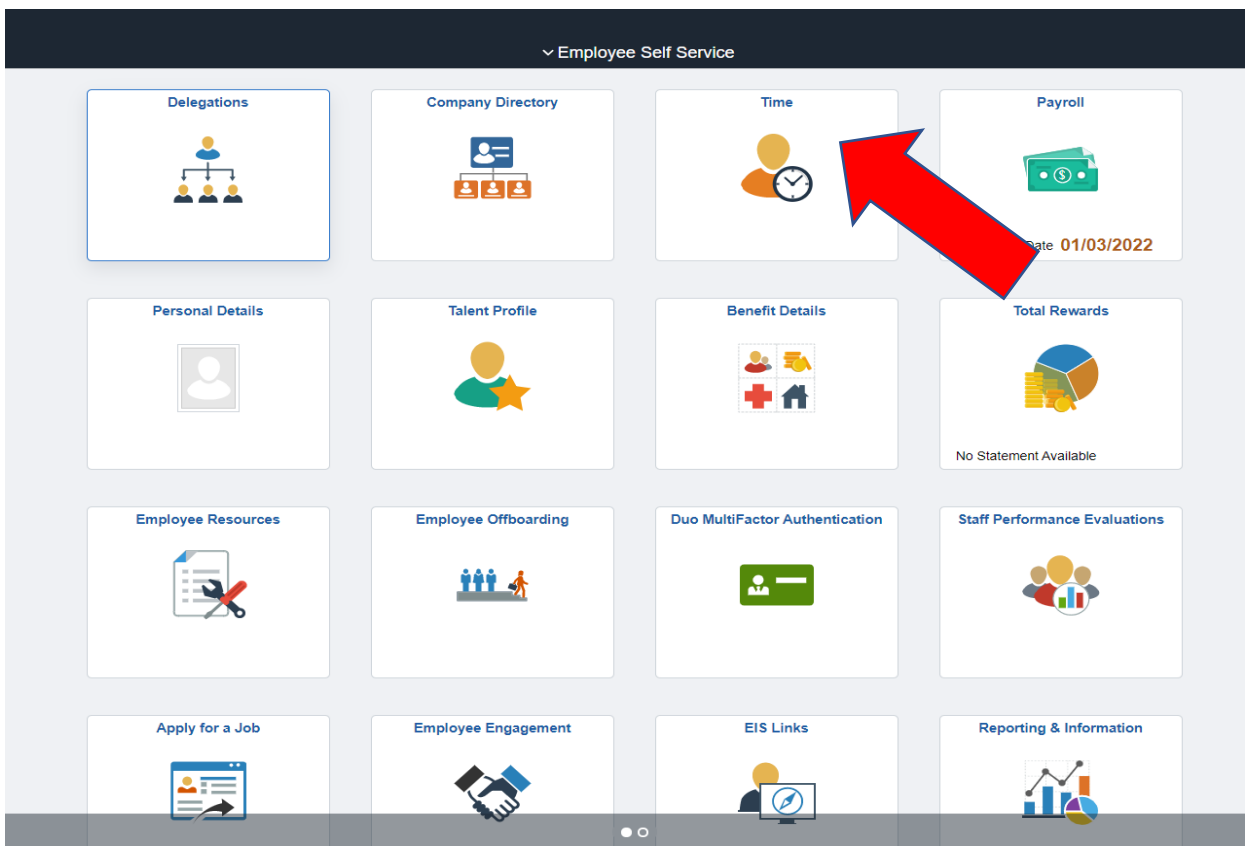 Employee Self Service
Delegations
Company Directory
Time
Payroll
Date 01/03/2022
Personal Details
Talent Profile
Benefit Details
Total Rewards
No Statement Available
Employee Resources
Employee Offboarding
Duo MultiFactor Authentication
Staff Performance Evaluations
Apply for a Job
Employee Engagement
EIS Links
Reporting & Information